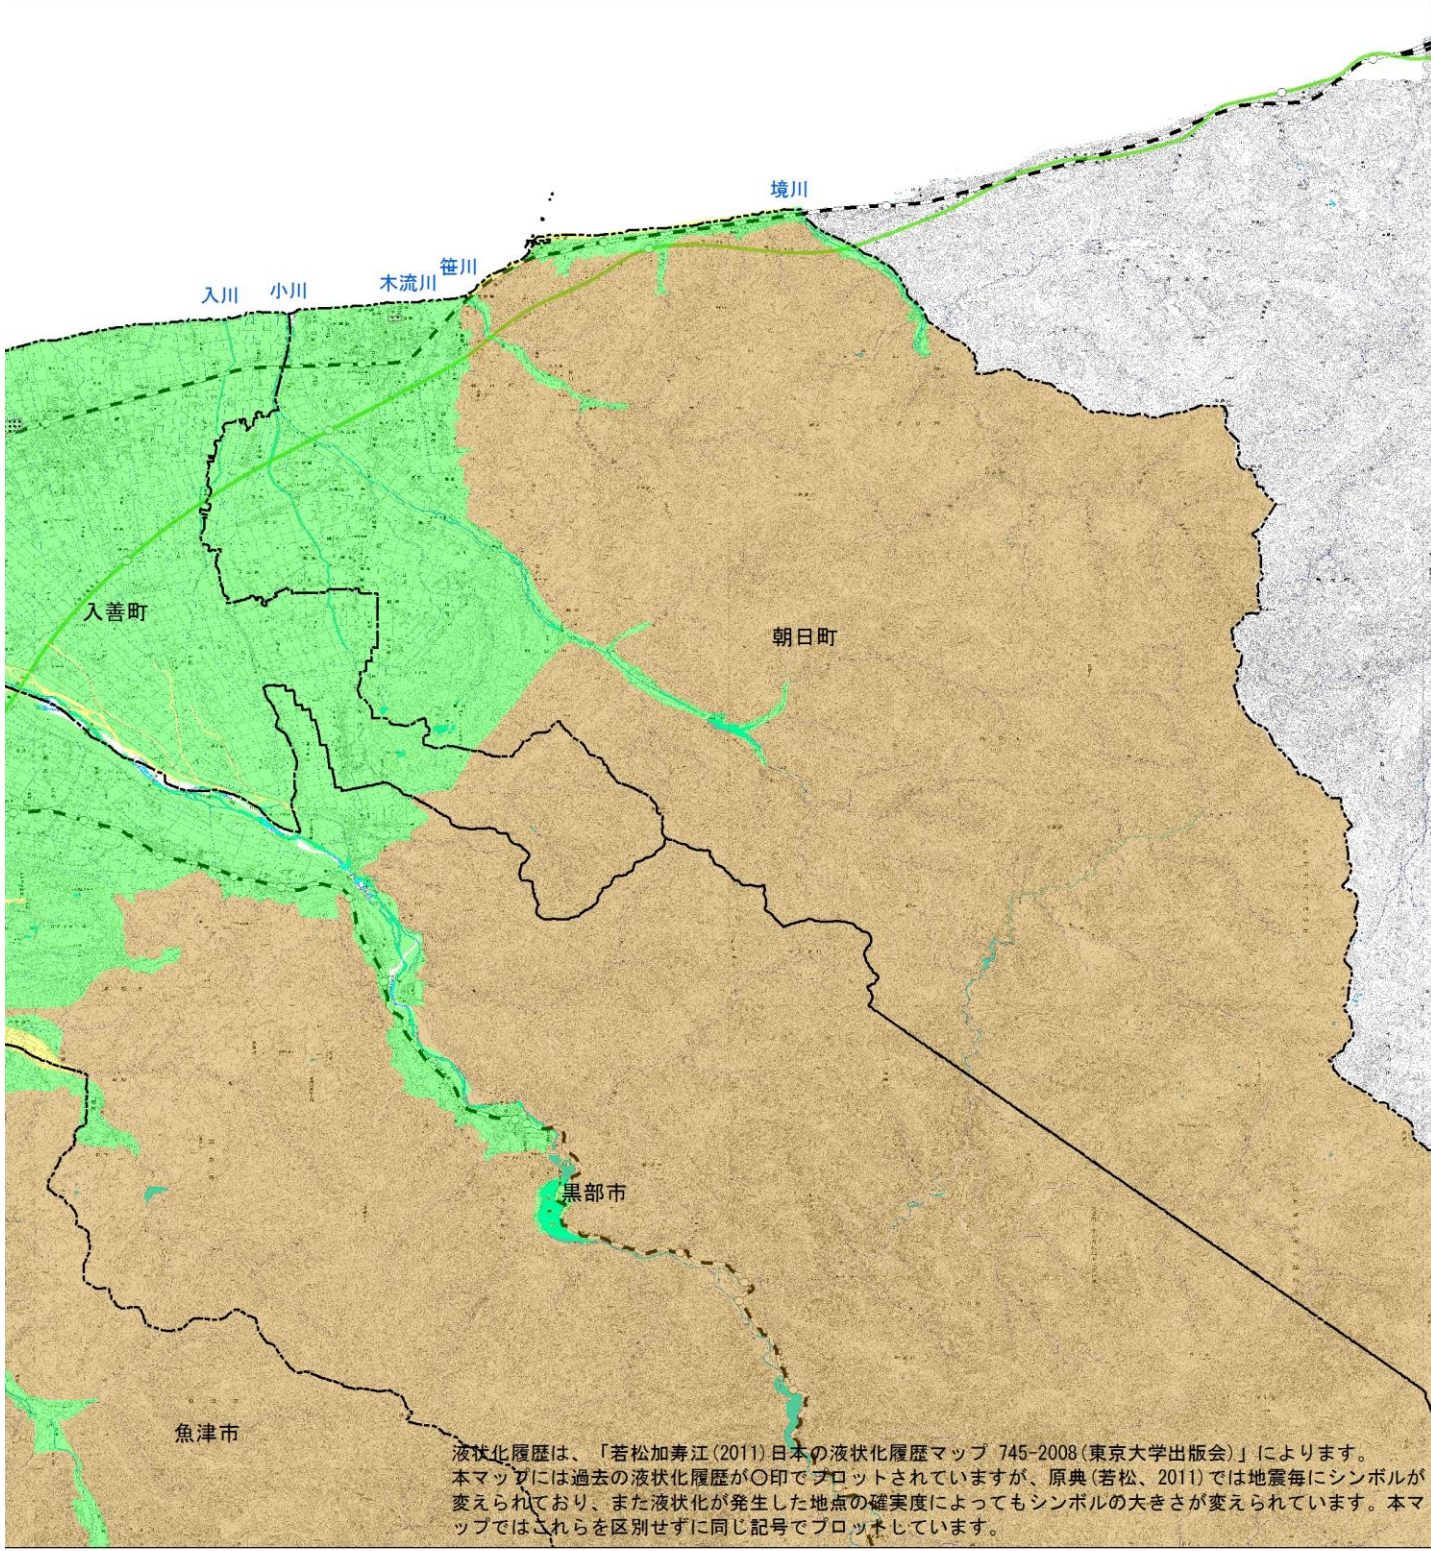 境川
笹川
木流川
小川
入川
入善町
朝日町
黒部市
魚津市
液状化履歴は、「若松加寿江(2011)日本の液状化履歴マップ 745-2008(東京大学出版会)」によります。
本マップには過去の液状化履歴が○印でプロットされていますが、原典(若松、2011)では地震毎にシンボルが
変えられており、また液状化が発生した地点の確実度によってもシンボルの大きさが変えられています。本マ
ップではこれらを区別せずに同じ記号でプロットしています。